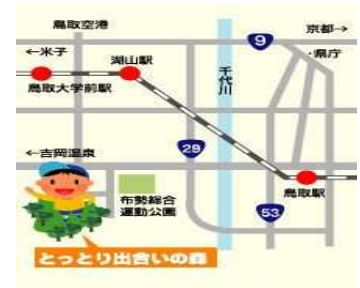 鳥取空港
京都→
9
←米子
・県庁
湖山駅
千代川
鳥取大学前駅
←吉岡温泉
29
鳥取駅
布勢総合
運動公園
53
とっとり出合いの森